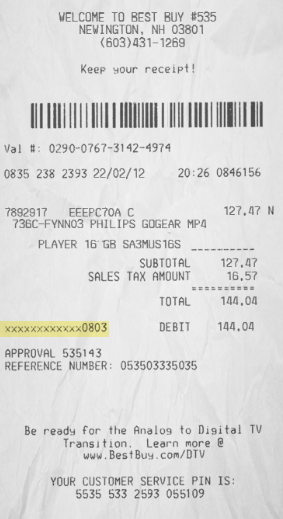 WELCOME TO BEST BUY #535
NEWINGTON, NH 03801
(603)431-1269
Keep your receipt!
Val #: 0290-0767-3142-4974
0835 238 2393 22/02/12 20:26 0846156
7892917 EEEPC70A C 127,47 N
736C-FYNNO3 PHILIPS GOGEAR MP4
PLAYER 16 GB SA3MUS16S __________
SUBTOTAL 127,47
SALES TAX AMOUNT 16,57
==========
TOTAL 144,04
xxxxxxxxxxxx0803 DEBIT 144,04
APPROVAL 535143
REFERENCE NUMBER: 053503335035
Be ready for the Analog to Digital TV
Transition. Learn more @
www.BestBuy.com/DTV
YOUR CUSTOMER SERVICE PIN IS:
5535 533 2593 055109